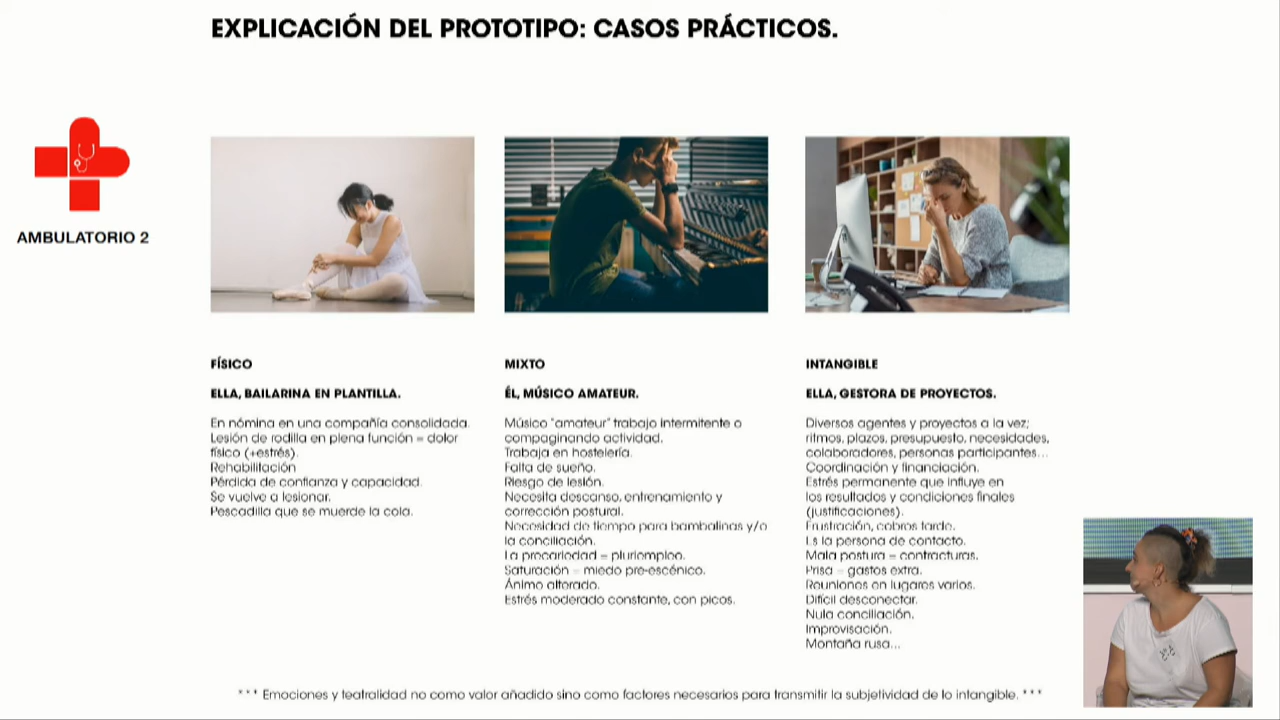 EXPLICACIÓN DEL PROTOTIPO: CASOS PRÁCTICOS.
AMBULATORIO 2
FÍSICO
ELLA, BAILARINA EN PLANTILLA.
En nómina en una compañía consolidada.
Lesión de rodilla en plena función = dolor
físico (+estrés).
Rehabilitación
Pérdida de confianza y capacidad.
Se vuelve a lesionar.
Pescadilla que se muerde la cola.
MIXTO
ÉL, MÚSICO AMATEUR.
Músico "amateur" trabajo intermitente o
compaginando actividad.
Trabaja en hostelería.
Falta de sueño.
Riesgo de lesión.
Necesita descanso, entrenamiento y
corrección postural.
Necesidad de tiempo para bambalinas y/o
la conciliación.
La precariedad = pluriempleo.
Saturación = miedo pre-escénico.
Ánimo alterado.
Estrés moderado constante, con picos.
INTANGIBLE
ELLA, GESTORA DE PROYECTOS.
Diversos agentes y proyectos a la vez;
ritmos, plazos, presupuesto, necesidades,
colaboradores, personas participantes...
Coordinación y financiación.
Estrés permanente que influye en
los resultados y condiciones finales
(justificaciones).
Frustración, cobros tarde.
Es la persona de contacto.
Mala postura = contracturas.
Prisa = gastos extra.
Reuniones en lugares varios.
Difícil desconectar.
Nula conciliación.
Improvisación.
Montaña rusa...
*** Emociones y teatralidad no como valor añadido sino como factores necesarios para transmitir la subjetividad de lo intangible. ***